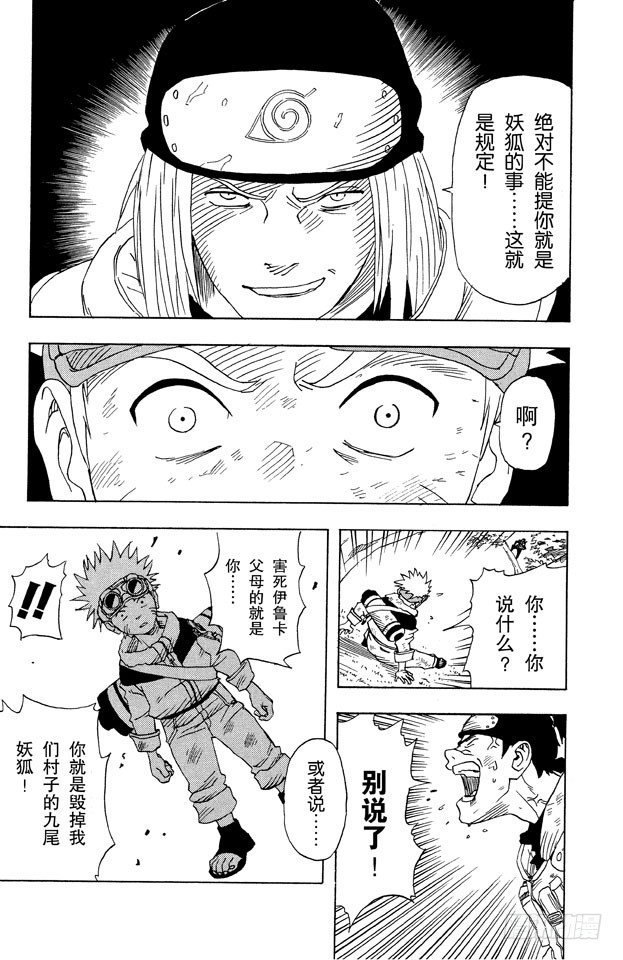 绝对不能提你就是
妖狐的事……这就
是规定！
啊？
你……你
说什么？
别说了！
害死伊鲁卡
父母的就是
你……
!!
或者说……
你就是毁掉我
们村子的九尾
妖狐！